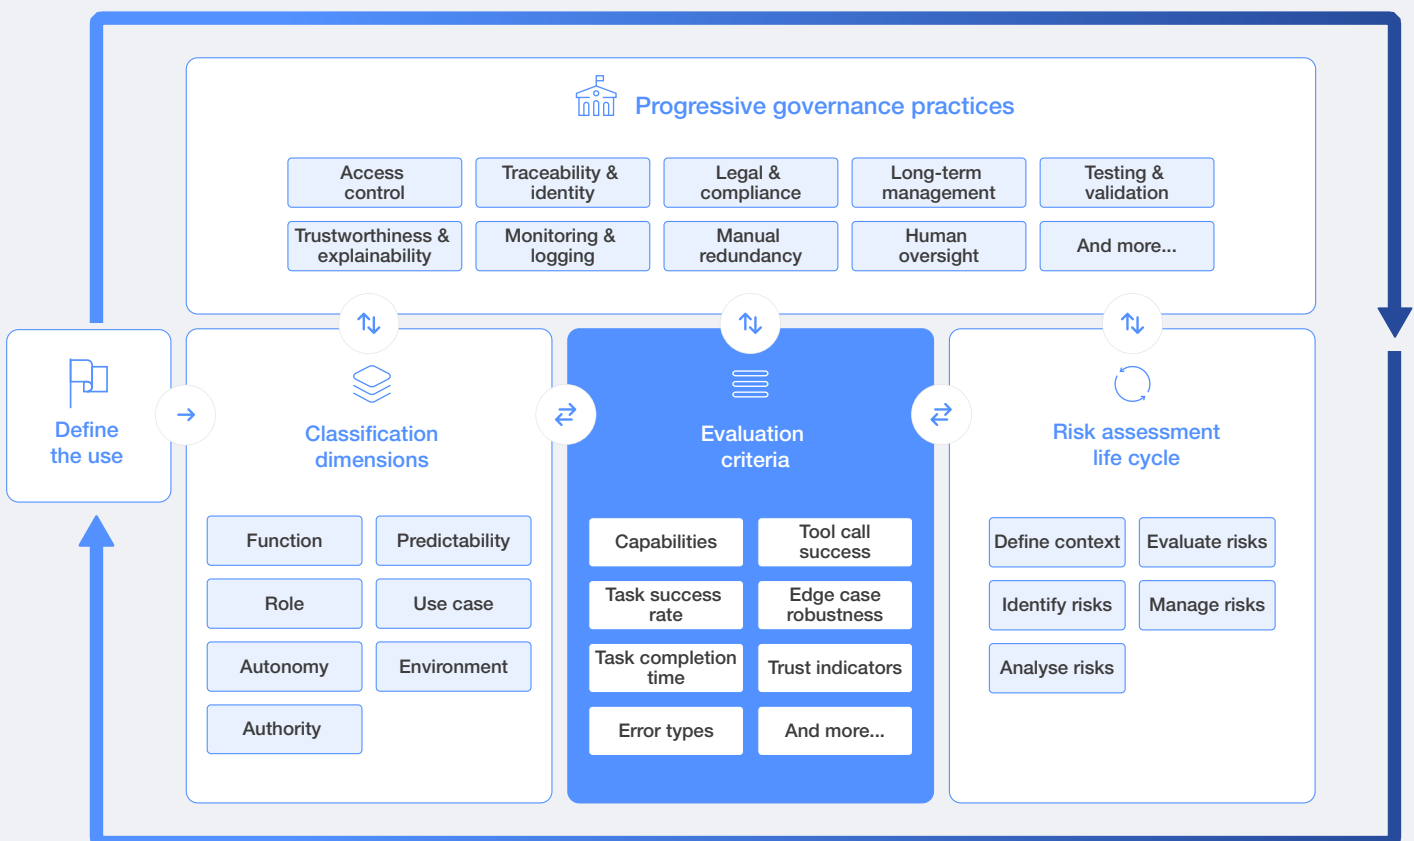 Progressive governance practices
Access
control
Traceability &
identity
Legal &
compliance
Long-term
management
Testing &
validation
Trustworthiness &
explainability
Monitoring &
logging
Manual
redundancy
Human
oversight
And more...
Define
the use
Classification
dimensions
Function
Predictability
Role
Use case
Autonomy
Environment
Authority
Evaluation
criteria
Capabilities
Tool call
success
Task success
rate
Edge case
robustness
Task completion
time
Trust indicators
Error types
And more...
Risk assessment
life cycle
Define context
Evaluate risks
Identify risks
Manage risks
Analyse risks